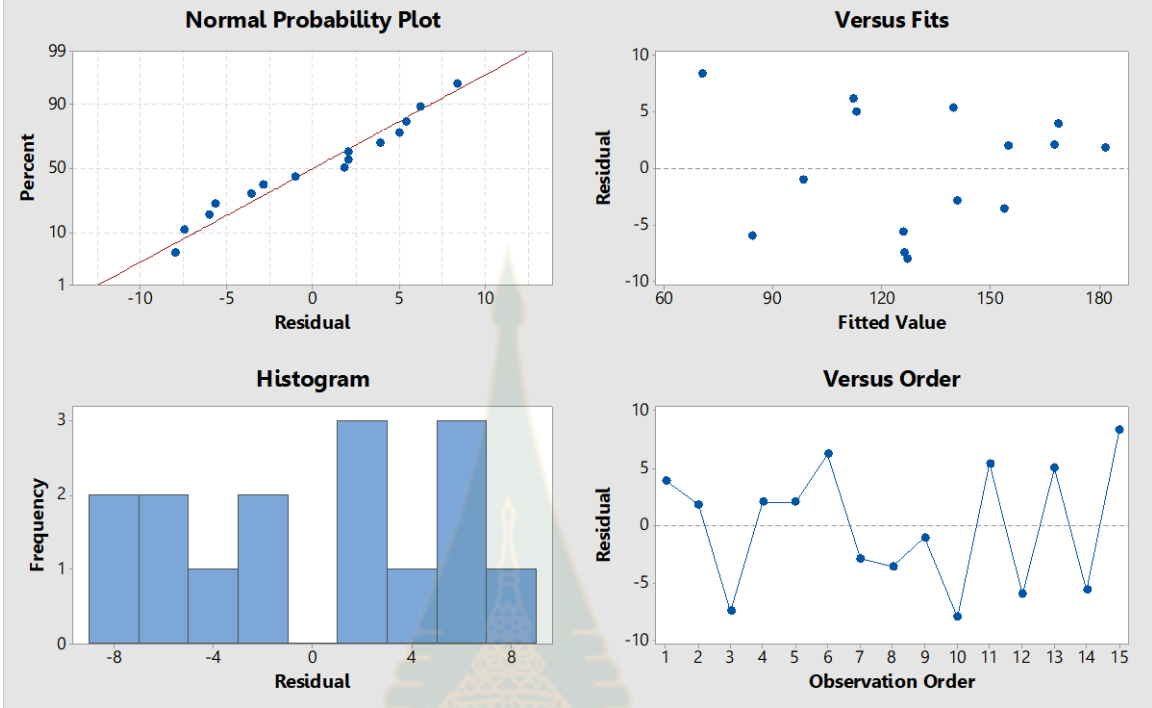 Normal Probability Plot
99
90
50
10
1
Percent
-10 -5 0 5 10
Residual
Versus Fits
10
5
0
-5
-10
Residual
60 90 120 150 180
Fitted Value
Histogram
3
2
1
0
Frequency
-8 -4 0 4 8
Residual
Versus Order
10
5
0
-5
-10
Residual
1 2 3 4 5 6 7 8 9 10 11 12 13 14 15
Observation Order